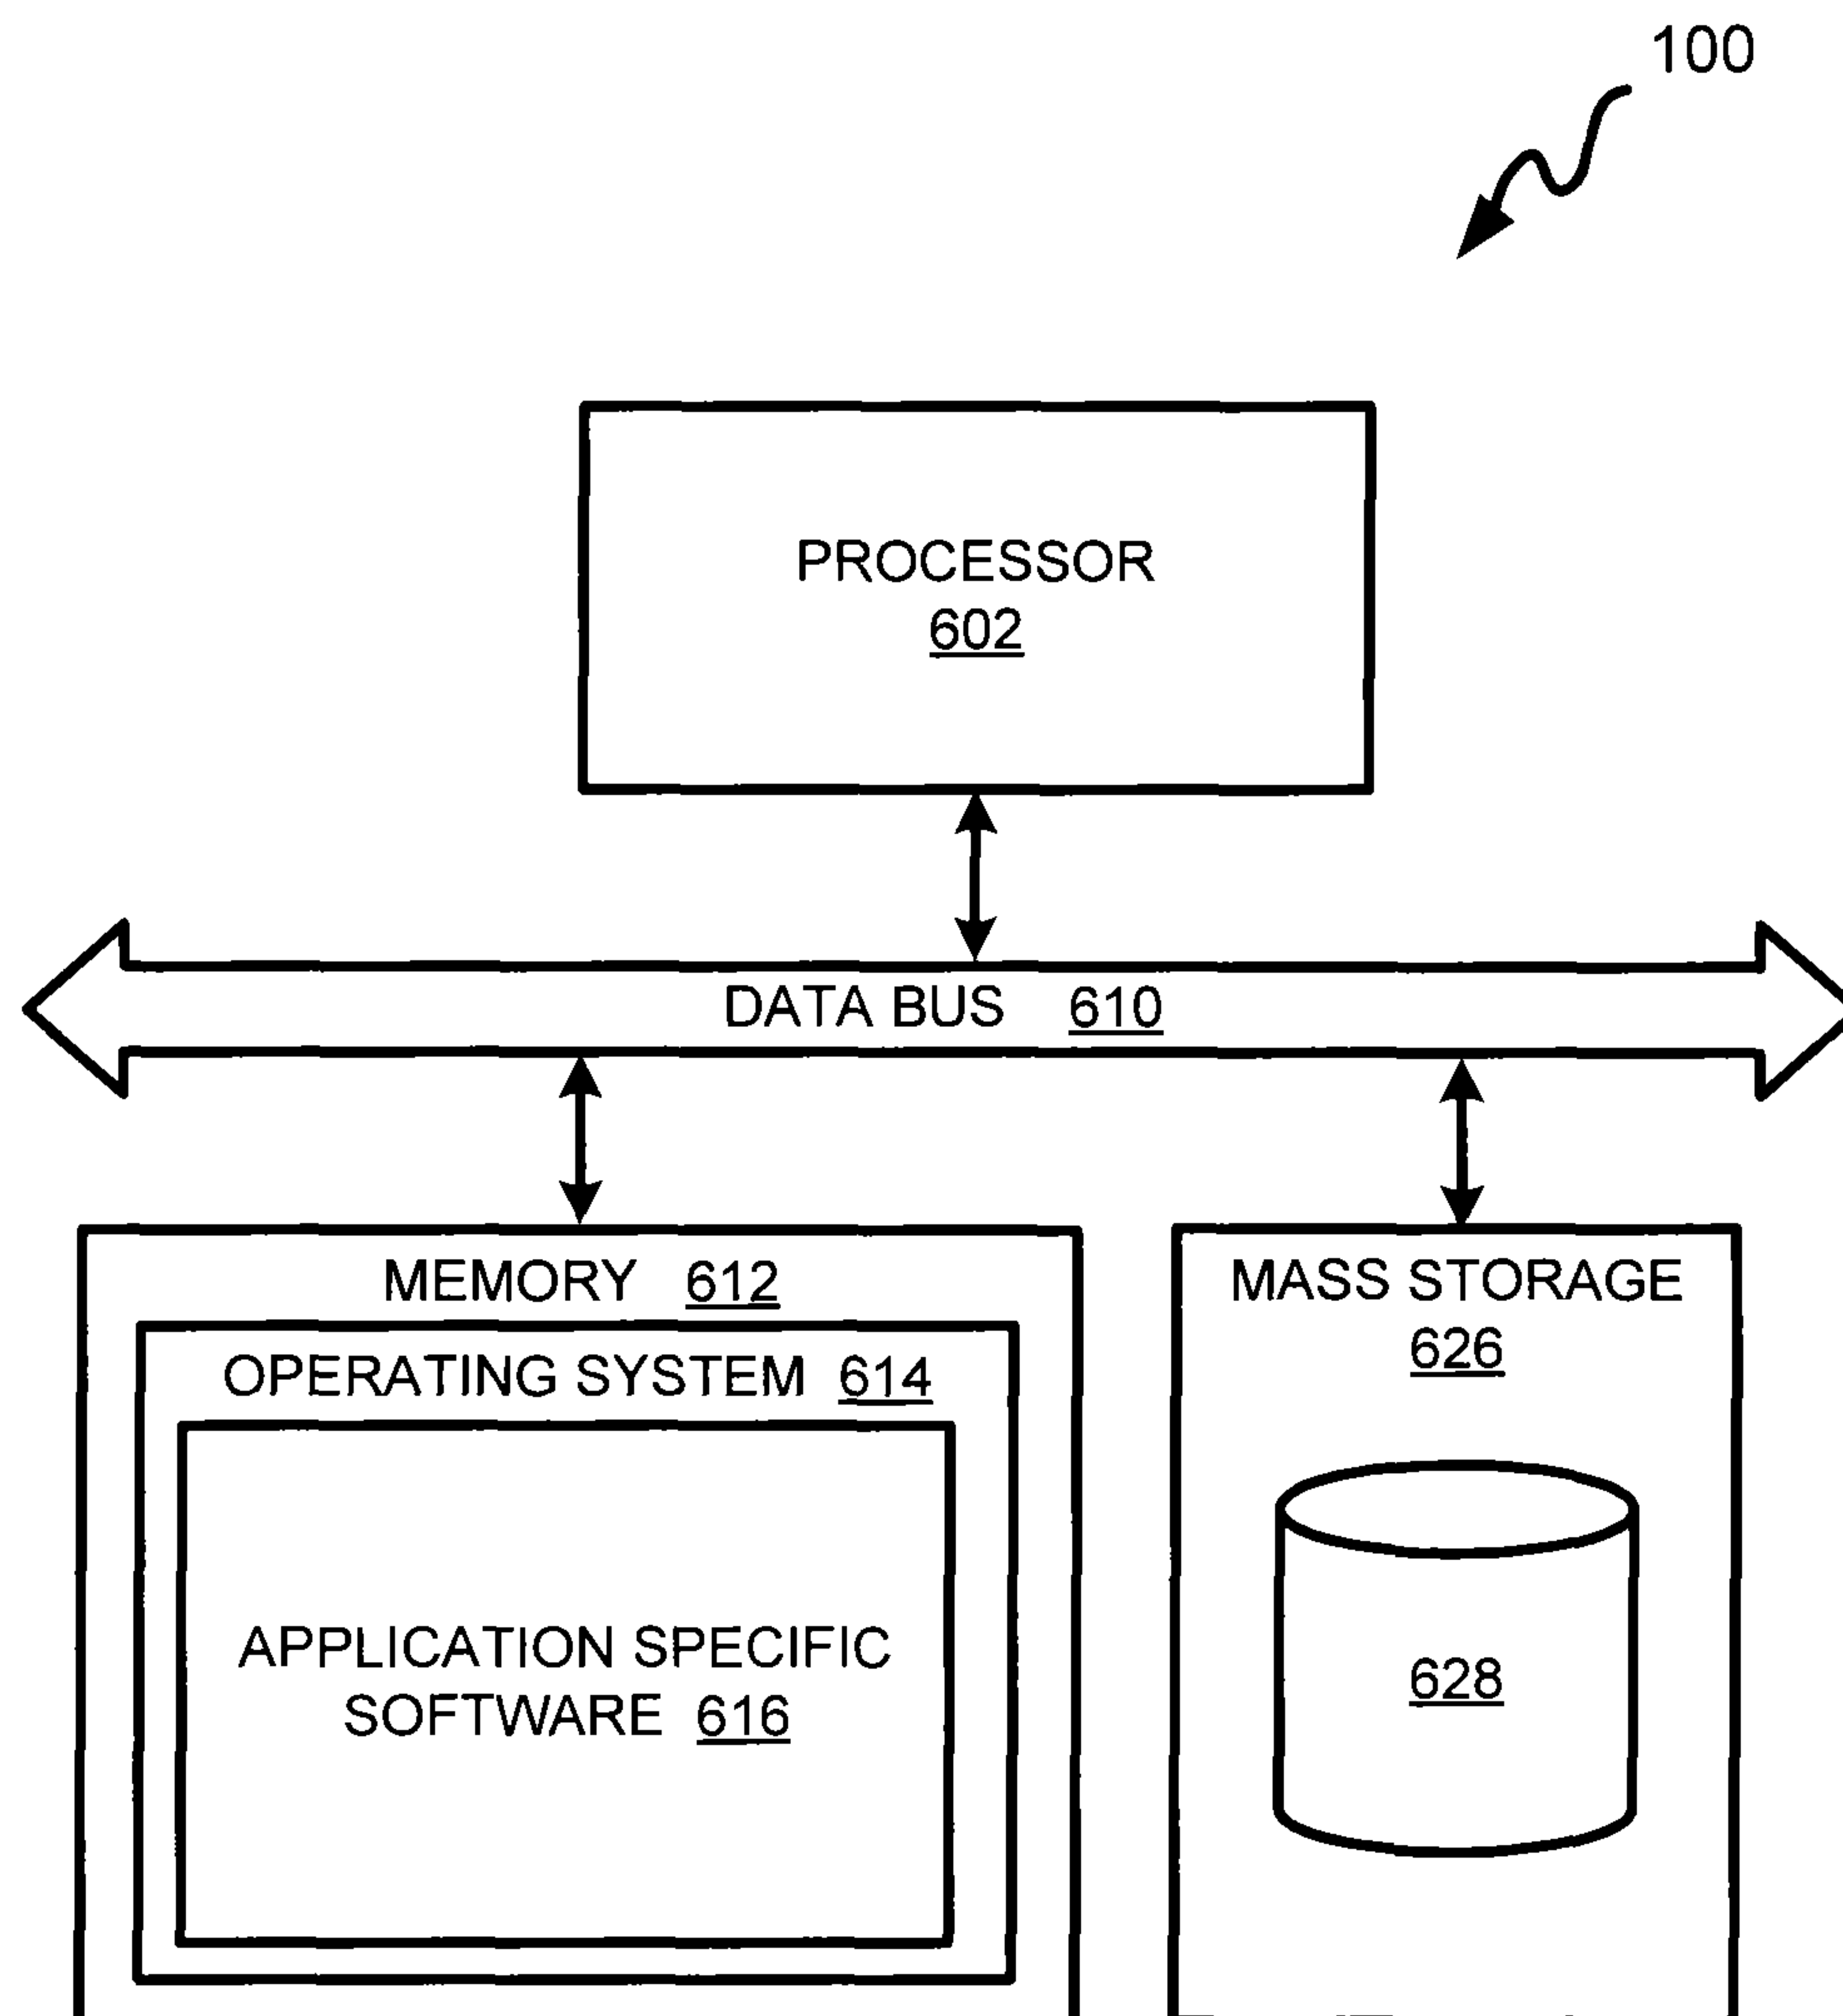 100
PROCESSOR
602
DATA BUS 610
MEMORY 612
OPERATING SYSTEM 614
APPLICATION SPECIFIC
SOFTWARE 616
MASS STORAGE
626
628